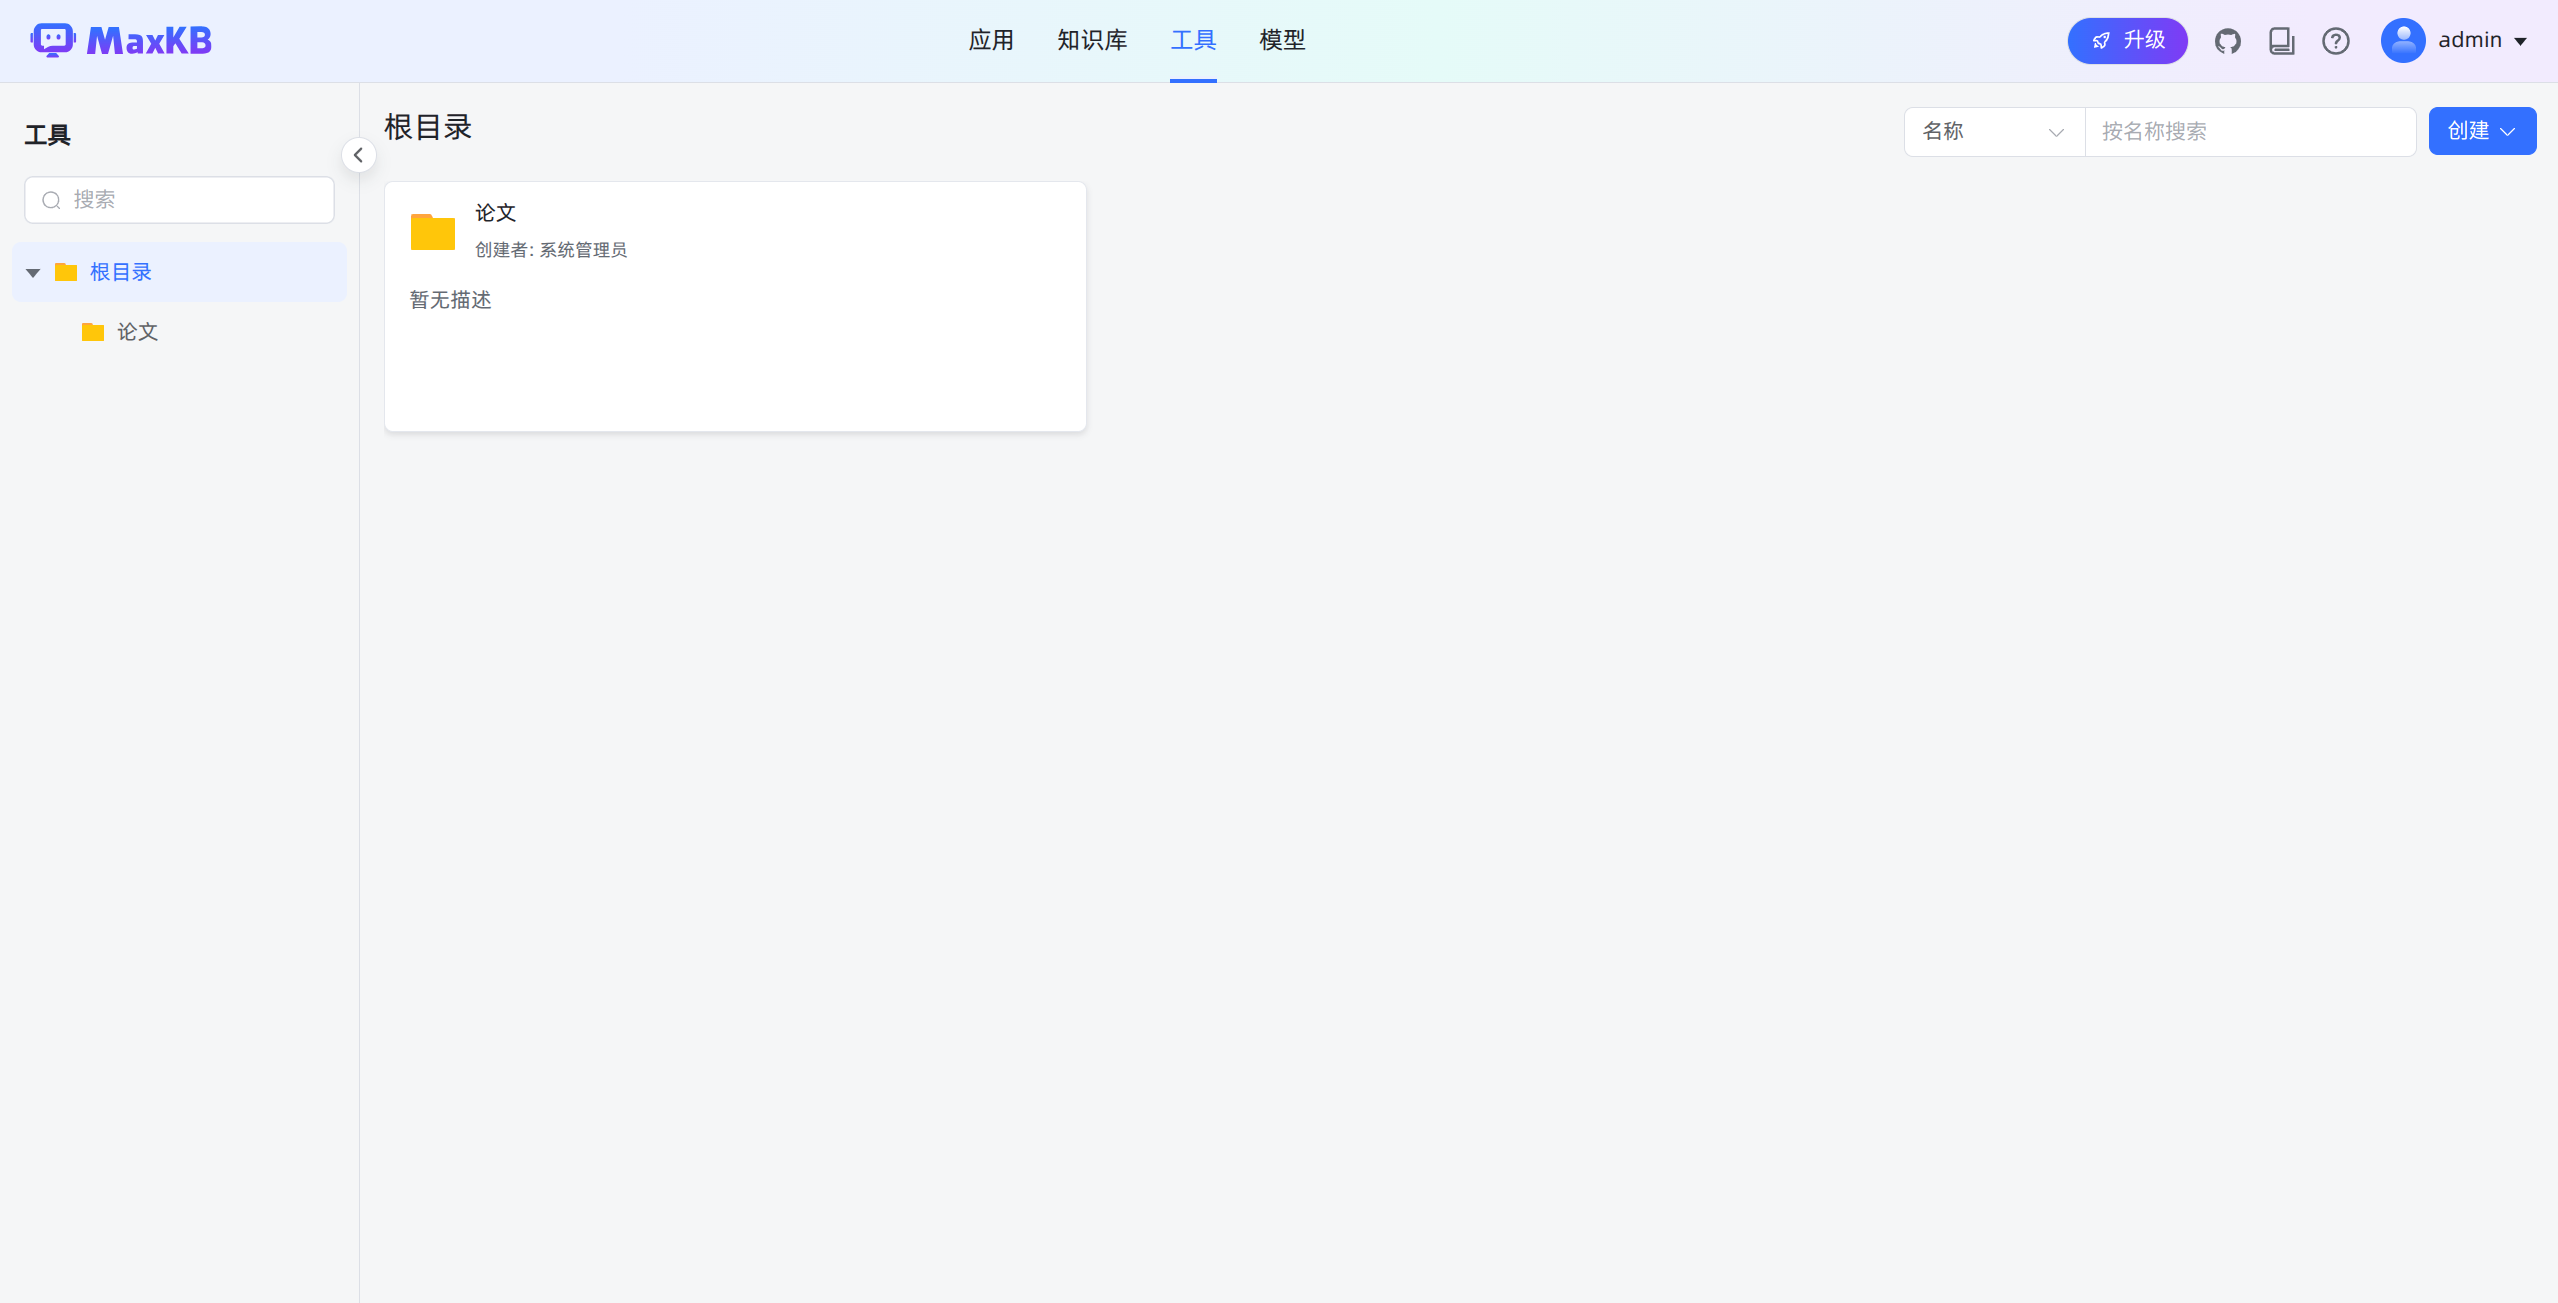 MaxKB
应用 知识库 工具 模型
升级
admin
工具
搜索
根目录
论文
根目录
名称 按名称搜索 创建
论文
创建者: 系统管理员
暂无描述